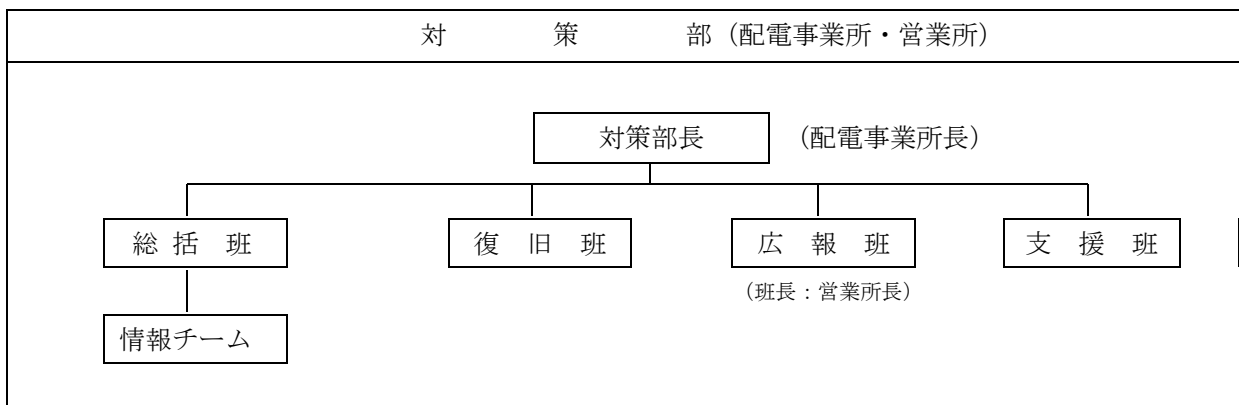 対　策　部（配電事業所・営業所）
対策部長　（配電事業所長）
総括班　復旧班　広報班　支援班
（班長：営業所長）
情報チーム